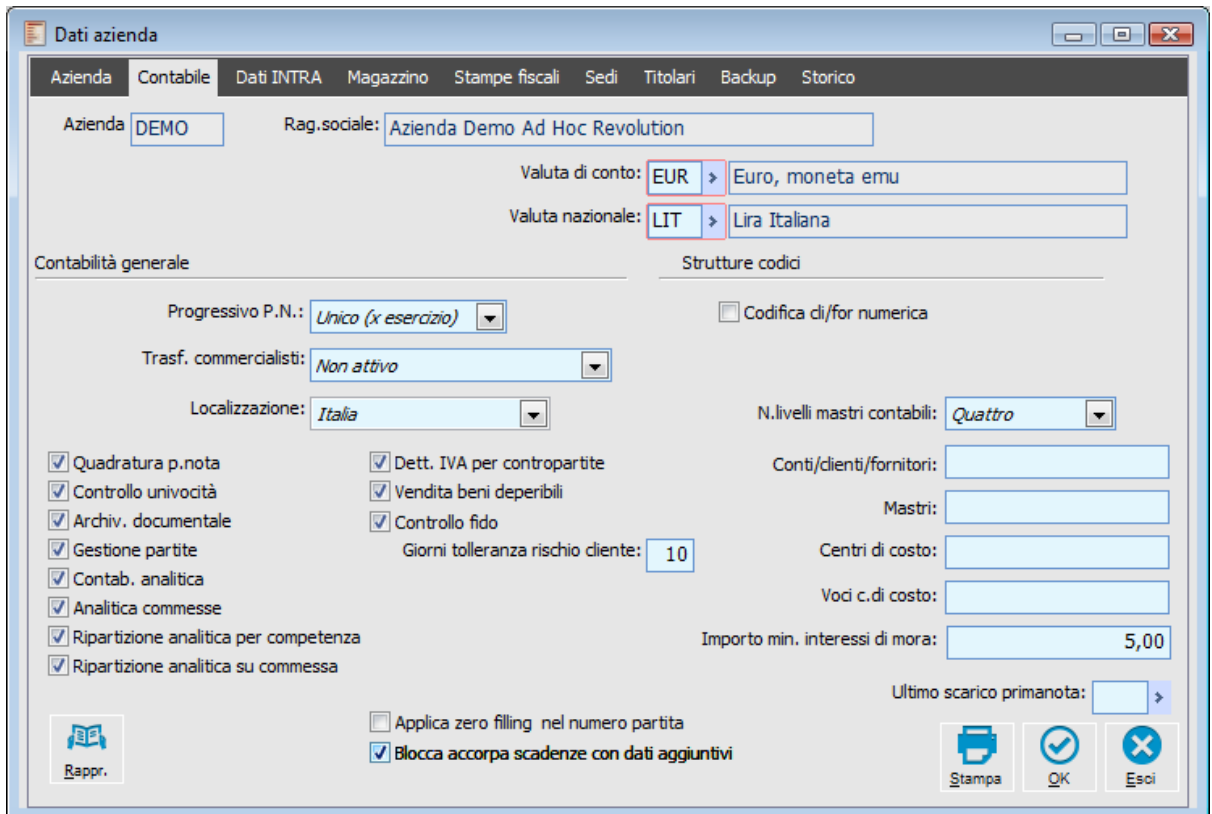 Dati azienda
Azienda Contabile Dati INTRA Magazzino Stampe fiscali Sedi Titolari Backup Storico
Azienda DEMO Rag.sociale: Azienda Demo Ad Hoc Revolution
Valuta di conto: EUR > Euro, moneta emu
Valuta nazionale: LIT > Lira Italiana
Contabilità generale Strutture codici
Progressivo P.N.: Unico (x esercizio) Codifica cli/for numerica
Trasf. commercialisti: Non attivo
Localizzazione: Italia N.livelli mastri contabili: Quattro
Quadratura p.nota Dett. IVA per contropartite Conti/clienti/fornitori:
Controllo univocità Vendita beni deperibili Mastri:
Archiv. documentale Controllo fido
Gestione partite Giorni tolleranza rischio cliente: 10 Centri di costo:
Contab. analitica Voci c.di costo:
Analitica commesse
Ripartizione analitica per competenza Importo min. interessi di mora: 5,00
Ripartizione analitica su commessa
Ultimo scarico primanota: >
Applica zero filling nel numero partita
Blocca accorpa scadenze con dati aggiuntivi
Rappr. Stampa OK Esci